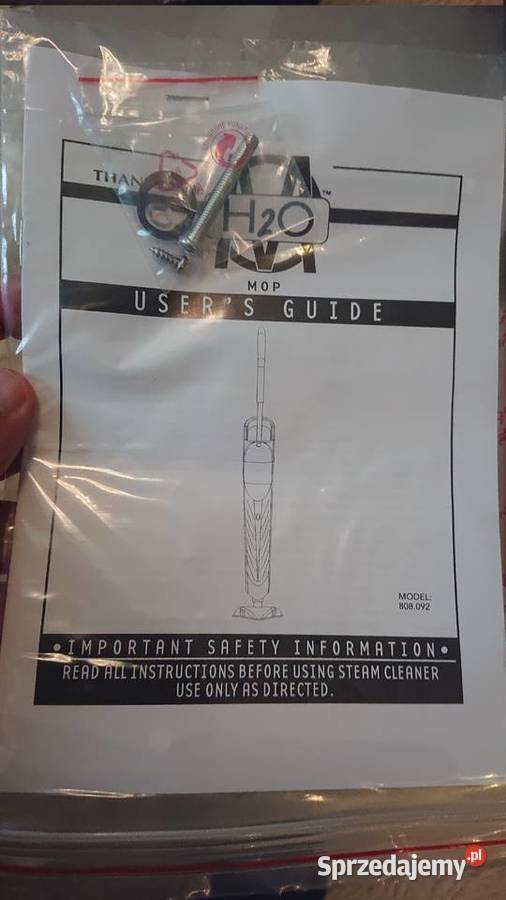 THAN
H2O
™
MOP
USER'S GUIDE
MODEL:
808.092
•IMPORTANT SAFETY INFORMATION•
READ ALL INSTRUCTIONS BEFORE USING STEAM CLEANER
USE ONLY AS DIRECTED.
Sprzedajemy.pl